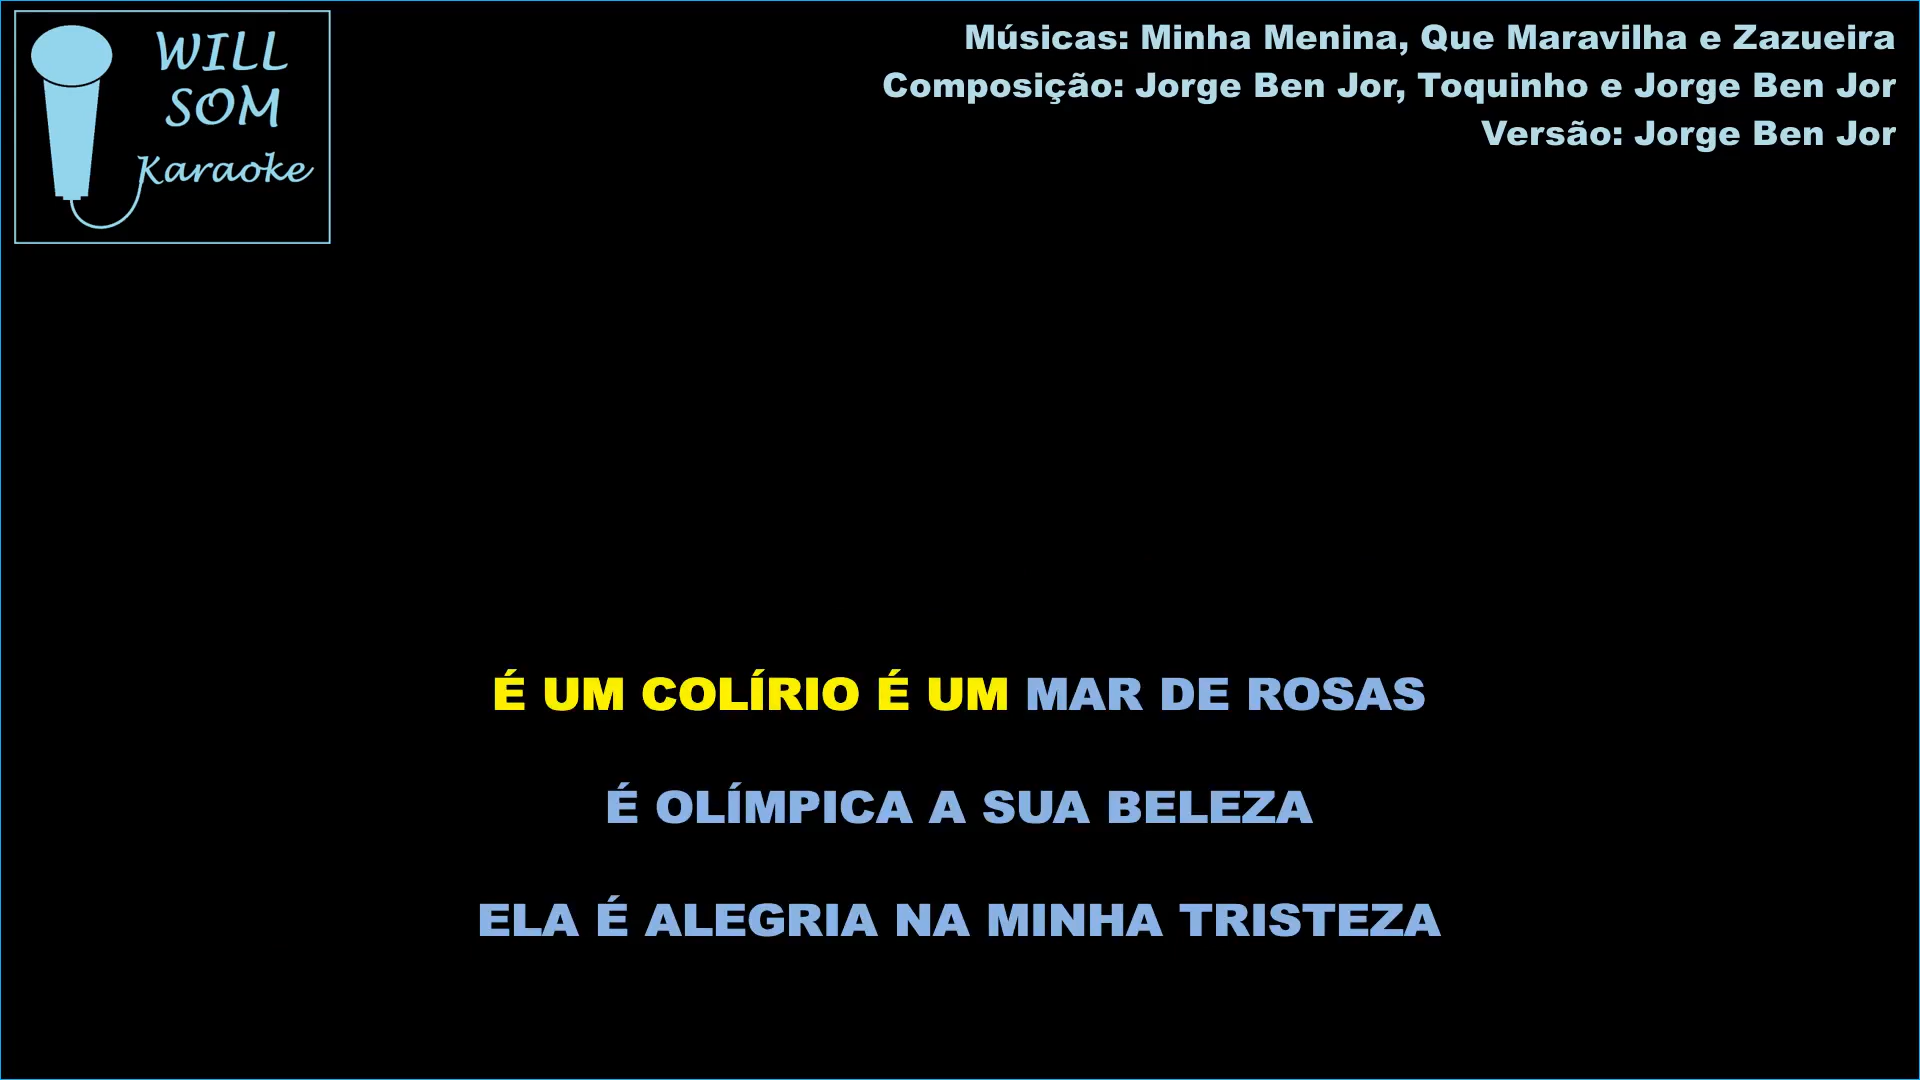 WILL
SOM
Karaoke
Músicas: Minha Menina, Que Maravilha e Zazueira
Composição: Jorge Ben Jor, Toquinho e Jorge Ben Jor
Versão: Jorge Ben Jor
É UM COLÍRIO É UM MAR DE ROSAS
É OLÍMPICA A SUA BELEZA
ELA É ALEGRIA NA MINHA TRISTEZA